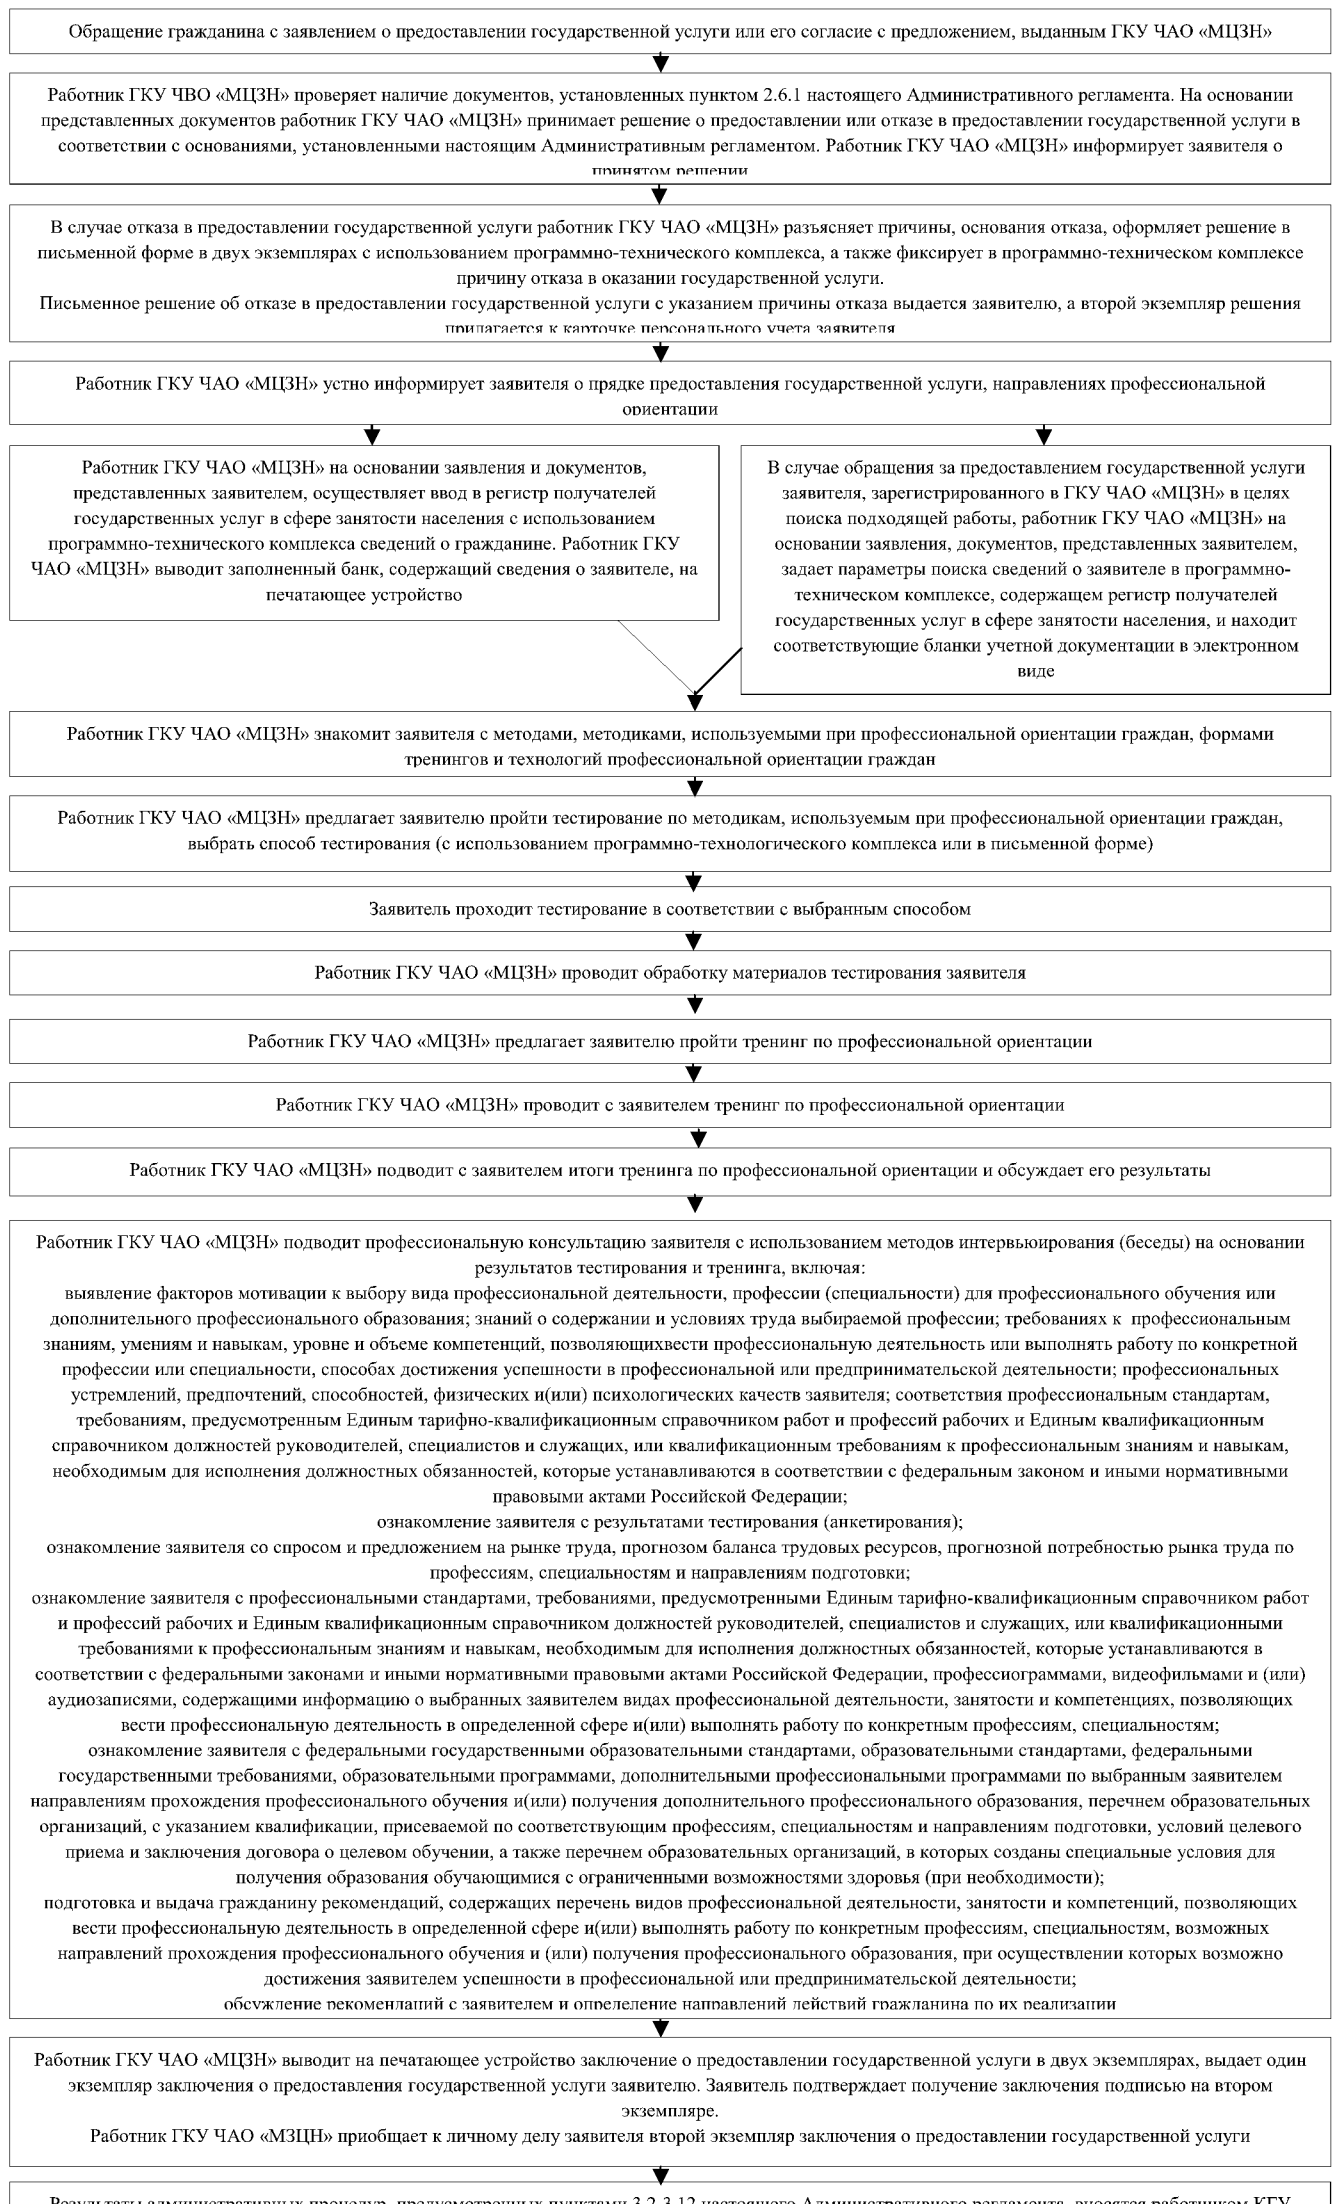 Обращение гражданина с заявлением о предоставлении государственной услуги или его согласие с предложением, выданным ГКУ ЧАО «МЦЗН»
Работник ГКУ ЧВО «МЦЗН» проверяет наличие документов, установленных пунктом 2.6.1 настоящего Административного регламента. На основании
представленных документов работник ГКУ ЧАО «МЦЗН» принимает решение о предоставлении или отказе в предоставлении государственной услуги в
соответствии с основаниями, установленными настоящим Административным регламентом. Работник ГКУ ЧАО «МЦЗН» информирует заявителя о
принятом решении
В случае отказа в предоставлении государственной услуги работник ГКУ ЧАО «МЦЗН» разъясняет причины, основания отказа, оформляет решение в
письменной форме в двух экземплярах с использованием программно-технического комплекса, а также фиксирует в программно-техническом комплексе
причину отказа в оказании государственной услуги.
Письменное решение об отказе в предоставлении государственной услуги с указанием причины отказа выдается заявителю, а второй экземпляр решения
прилагается к карточке персонального учета заявителя
Работник ГКУ ЧАО «МЦЗН» устно информирует заявителя о прядке предоставления государственной услуги, направлениях профессиональной
ориентации
Работник ГКУ ЧАО «МЦЗН» на основании заявления и документов,
представленных заявителем, осуществляет ввод в регистр получателей
государственных услуг в сфере занятости населения с использованием
программно-технического комплекса сведений о гражданине. Работник ГКУ
ЧАО «МЦЗН» выводит заполненный банк, содержащий сведения о заявителе, на
печатающее устройство
В случае обращения за предоставлением государственной услуги
заявителя, зарегистрированного в ГКУ ЧАО «МЦЗН» в целях
поиска подходящей работы, работник ГКУ ЧАО «МЦЗН» на
основании заявления, документов, представленных заявителем,
задает параметры поиска сведений о заявителе в программно-
техническом комплексе, содержащем регистр получателей
государственных услуг в сфере занятости населения, и находит
соответствующие бланки учетной документации в электронном
виде
Работник ГКУ ЧАО «МЦЗН» знакомит заявителя с методами, методиками, используемыми при профессиональной ориентации граждан, формами
тренингов и технологий профессиональной ориентации граждан
Работник ГКУ ЧАО «МЦЗН» предлагает заявителю пройти тестирование по методикам, используемым при профессиональной ориентации граждан,
выбрать способ тестирования (с использованием программно-технологического комплекса или в письменной форме)
Заявитель проходит тестирование в соответствии с выбранным способом
Работник ГКУ ЧАО «МЦЗН» проводит обработку материалов тестирования заявителя
Работник ГКУ ЧАО «МЦЗН» предлагает заявителю пройти тренинг по профессиональной ориентации
Работник ГКУ ЧАО «МЦЗН» проводит с заявителем тренинг по профессиональной ориентации
Работник ГКУ ЧАО «МЦЗН» подводит с заявителем итоги тренинга по профессиональной ориентации и обсуждает его результаты
Работник ГКУ ЧАО «МЦЗН» подводит профессиональную консультацию заявителя с использованием методов интервьюирования (беседы) на основании
результатов тестирования и тренинга, включая:
выявление факторов мотивации к выбору вида профессиональной деятельности, профессии (специальности) для профессионального обучения или
дополнительного профессионального образования; знаний о содержании и условиях труда выбираемой профессии; требованиях к профессиональным
знаниям, умениям и навыкам, уровне и объеме компетенций, позволяющихвести профессиональную деятельность или выполнять работу по конкретной
профессии или специальности, способах достижения успешности в профессиональной или предпринимательской деятельности; профессиональных
устремлений, предпочтений, способностей, физических и(или) психологических качеств заявителя; соответствия профессиональным стандартам,
требованиям, предусмотренным Единым тарифно-квалификационным справочником работ и профессий рабочих и Единым квалификационным
справочником должностей руководителей, специалистов и служащих, или квалификационным требованиям к профессиональным знаниям и навыкам,
необходимым для исполнения должностных обязанностей, которые устанавливаются в соответствии с федеральным законом и иными нормативными
правовыми актами Российской Федерации;
ознакомление заявителя с результатами тестирования (анкетирования);
ознакомление заявителя со спросом и предложением на рынке труда, прогнозом баланса трудовых ресурсов, прогнозной потребностью рынка труда по
профессиям, специальностям и направлениям подготовки;
ознакомление заявителя с профессиональными стандартами, требованиями, предусмотренными Единым тарифно-квалификационным справочником работ
и профессий рабочих и Единым квалификационным справочником должностей руководителей, специалистов и служащих, или квалификационными
требованиями к профессиональным знаниям и навыкам, необходимым для исполнения должностных обязанностей, которые устанавливаются в
соответствии с федеральными законами и иными нормативными правовыми актами Российской Федерации, профессиограммами, видеофильмами и (или)
аудиозаписями, содержащими информацию о выбранных заявителем видах профессиональной деятельности, занятости и компетенциях, позволяющих
вести профессиональную деятельность в определенной сфере и(или) выполнять работу по конкретным профессиям, специальностям;
ознакомление заявителя с федеральными государственными образовательными стандартами, образовательными стандартами, федеральными
государственными требованиями, образовательными программами, дополнительными профессиональными программами по выбранным заявителем
направлениям прохождения профессионального обучения и(или) получения дополнительного профессионального образования, перечнем образовательных
организаций, с указанием квалификации, присеваемой по соответствующим профессиям, специальностям и направлениям подготовки, условий целевого
приема и заключения договора о целевом обучении, а также перечнем образовательных организаций, в которых созданы специальные условия для
получения образования обучающимися с ограниченными возможностями здоровья (при необходимости);
подготовка и выдача гражданину рекомендаций, содержащих перечень видов профессиональной деятельности, занятости и компетенций, позволяющих
вести профессиональную деятельность в определенной сфере и(или) выполнять работу по конкретным профессиям, специальностям, возможных
направлений прохождения профессионального обучения и (или) получения профессионального образования, при осуществлении которых возможно
достижения заявителем успешности в профессиональной или предпринимательской деятельности;
обсуждение рекомендаций с заявителем и определение направлений действий гражданина по их реализации
Работник ГКУ ЧАО «МЦЗН» выводит на печатающее устройство заключение о предоставлении государственной услуги в двух экземплярах, выдает один
экземпляр заключения о предоставления государственной услуги заявителю. Заявитель подтверждает получение заключения подписью на втором
экземпляре.
Работник ГКУ ЧАО «МЗЦН» приобщает к личному делу заявителя второй экземпляр заключения о предоставлении государственной услуги
Результаты административных процедур, предусмотренных пунктами 3.2-3.12 настоящего Административного регламента, вносятся работником КГУ